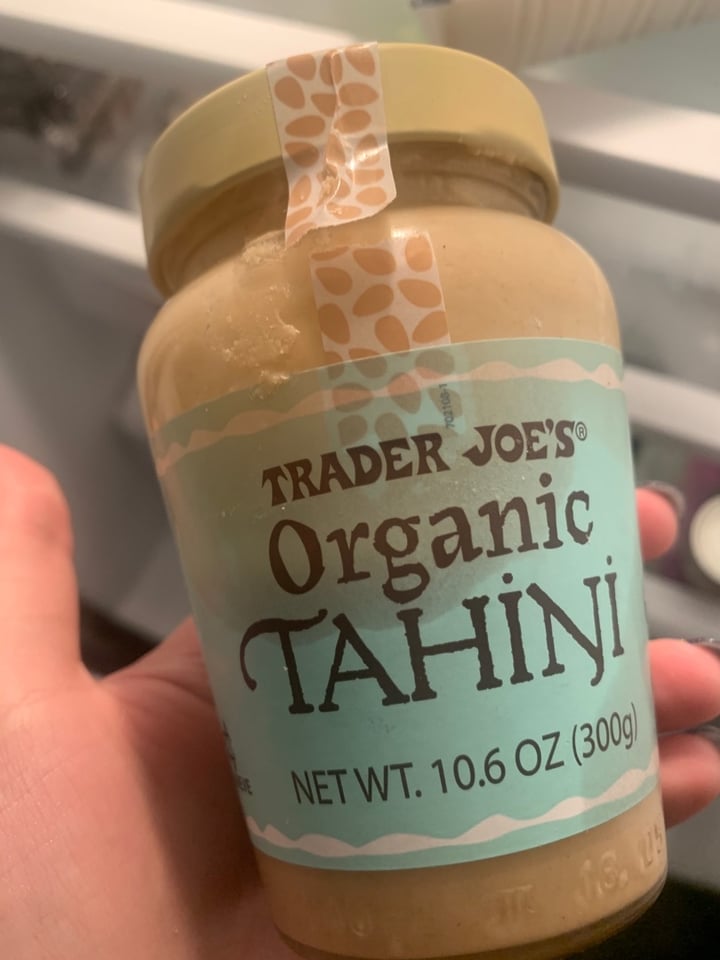 TRADER JOE'S®
Organic
TAHINI
NET WT. 10.6 OZ (300g)